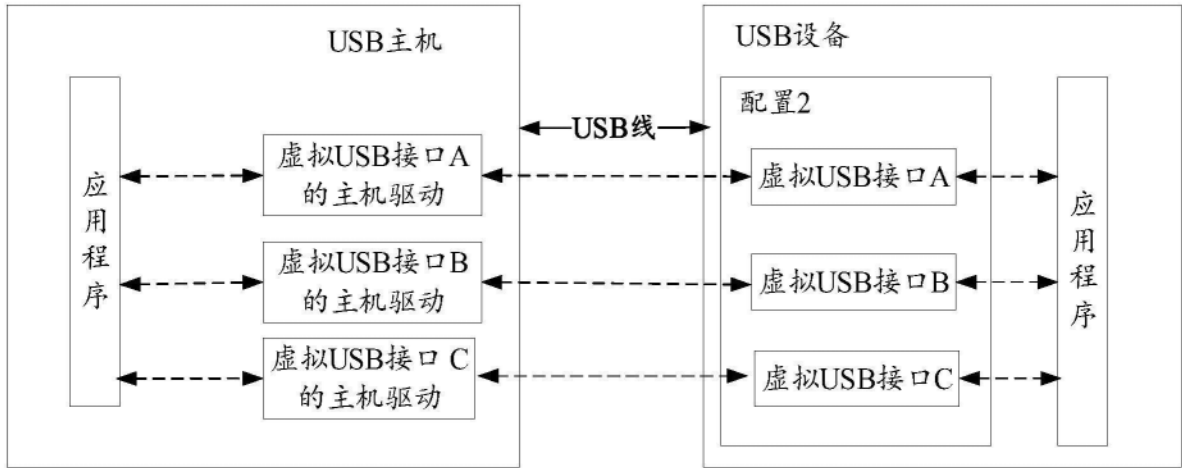 USB主机
应用程序
虚拟USB接口A
的主机驱动
虚拟USB接口B
的主机驱动
虚拟USB接口 C
的主机驱动
USB线
USB设备
配置2
虚拟USB接口A
虚拟USB接口B
虚拟USB接口C
应用程序